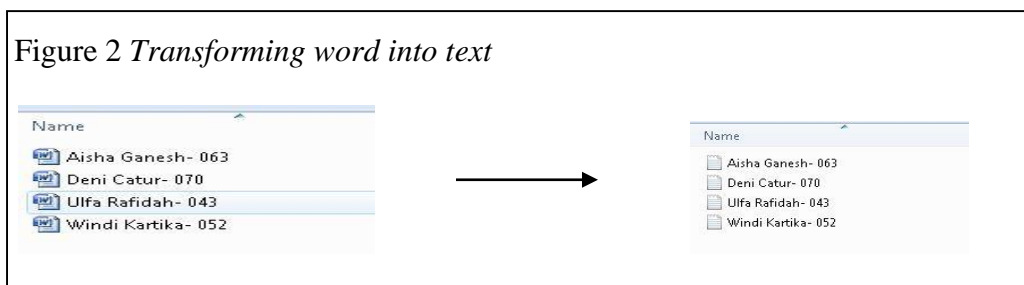 Figure 2 Transforming word into text
Name
Aisha Ganesh- 063
Deni Catur- 070
Ulfa Rafidah- 043
Windi Kartika- 052
Name
Aisha Ganesh- 063
Deni Catur- 070
Ulfa Rafidah- 043
Windi Kartika- 052